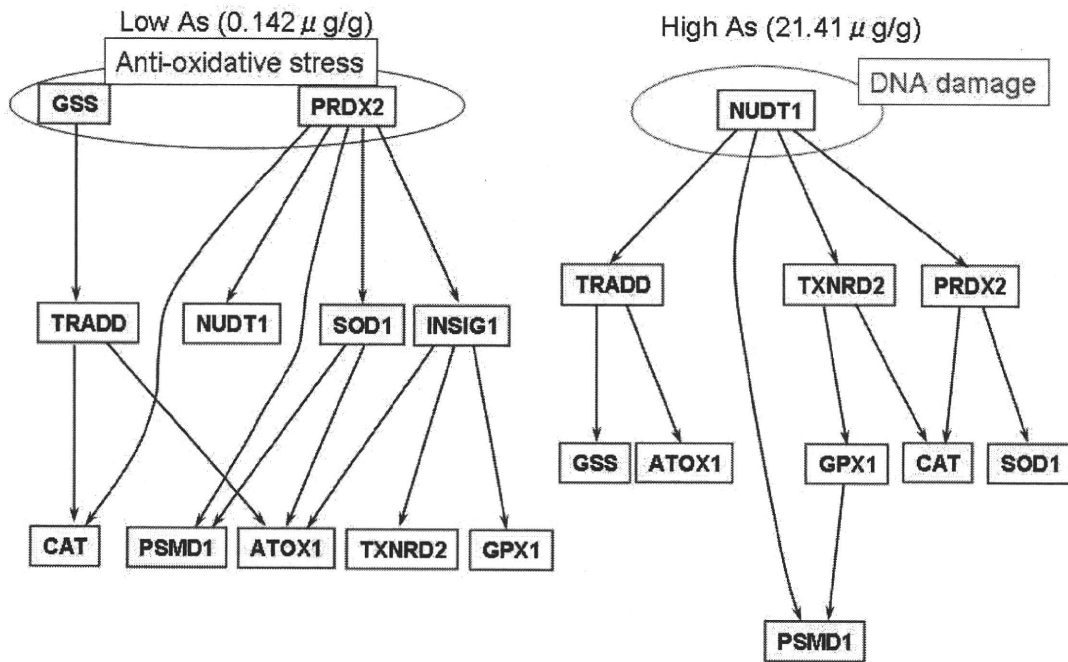 Low As (0.142 μ g/g)
Anti-oxidative stress
GSS
PRDX2
TRADD
NUDT1
SOD1
INSIG1
CAT
PSMD1
ATOX1
TXNRD2
GPX1
High As (21.41 μ g/g)
DNA damage
NUDT1
TRADD
TXNRD2
PRDX2
GSS
ATOX1
GPX1
CAT
SOD1
PSMD1